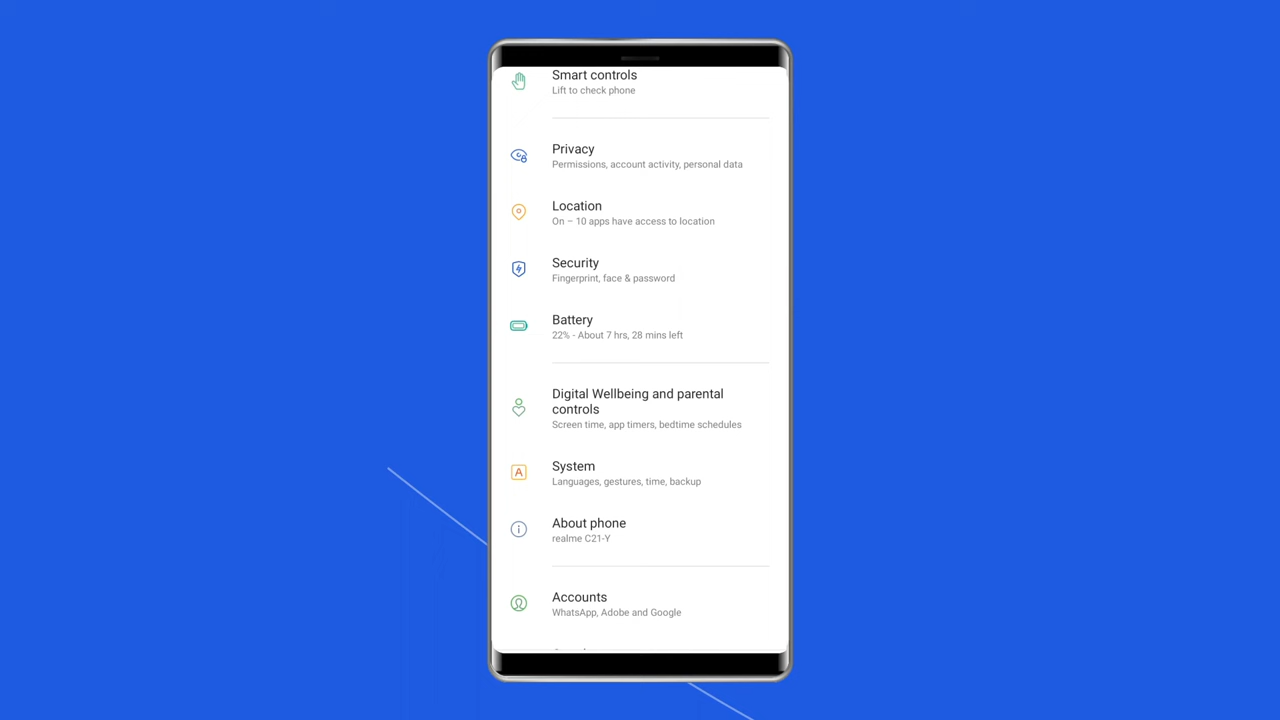 Smart controls
Lift to check phone
Privacy
Permissions, account activity, personal data
Location
On – 10 apps have access to location
Security
Fingerprint, face & password
Battery
22% - About 7 hrs, 28 mins left
Digital Wellbeing and parental
controls
Screen time, app timers, bedtime schedules
A
System
Languages, gestures, time, backup
About phone
realme C21-Y
Accounts
WhatsApp, Adobe and Google